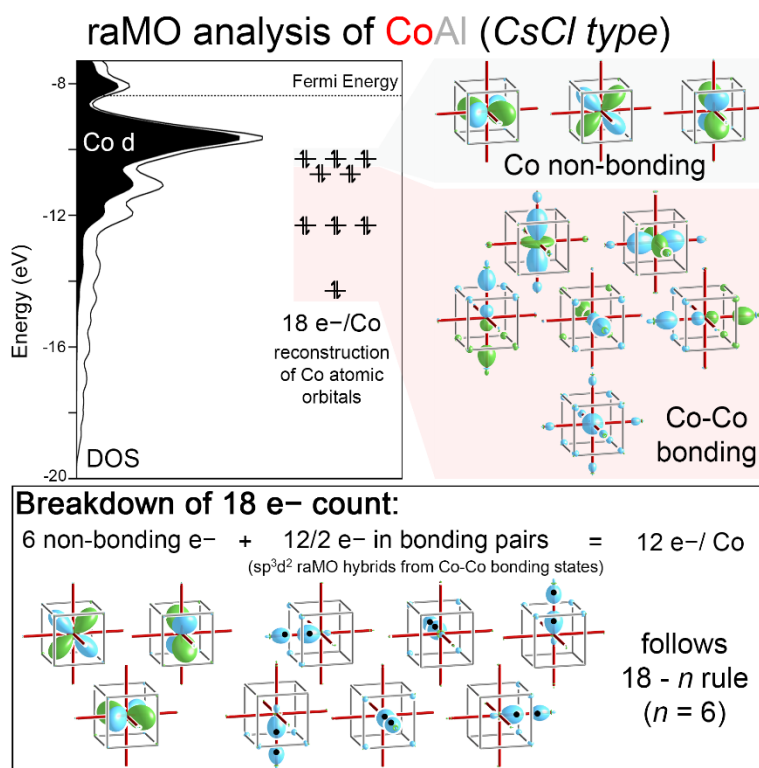 raMO analysis of CoAl (CsCl type)
-8
Fermi Energy
Co d
-12
-16
-20
Energy (eV)
DOS
18 e−/Co
reconstruction
of Co atomic
orbitals
Co non-bonding
Co-Co
bonding
Breakdown of 18 e− count:
6 non-bonding e− + 12/2 e− in bonding pairs = 12 e−/ Co
(sp³d² raMO hybrids from Co-Co bonding states)
follows
18 - n rule
(n = 6)